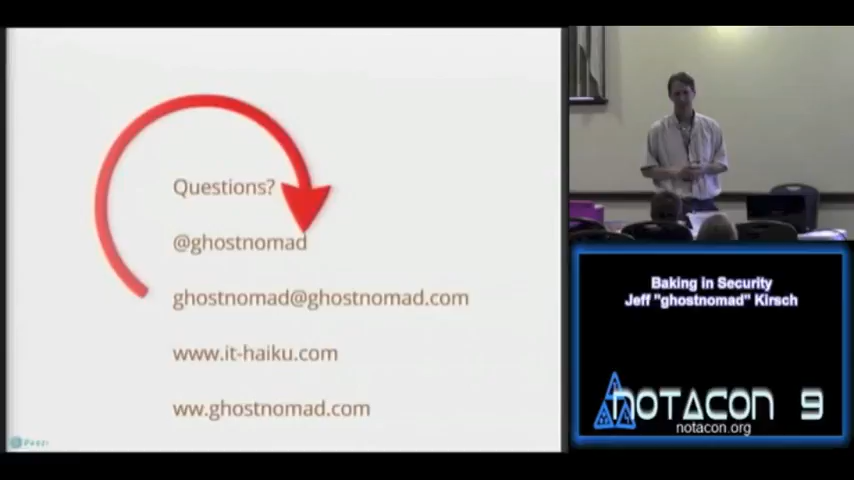 Questions?
@ghostnomad
ghostnomad@ghostnomad.com
www.it-haiku.com
ww.ghostnomad.com
Prezi
Baking in Security
Jeff "ghostnomad" Kirsch
NOTACON 9
notacon.org